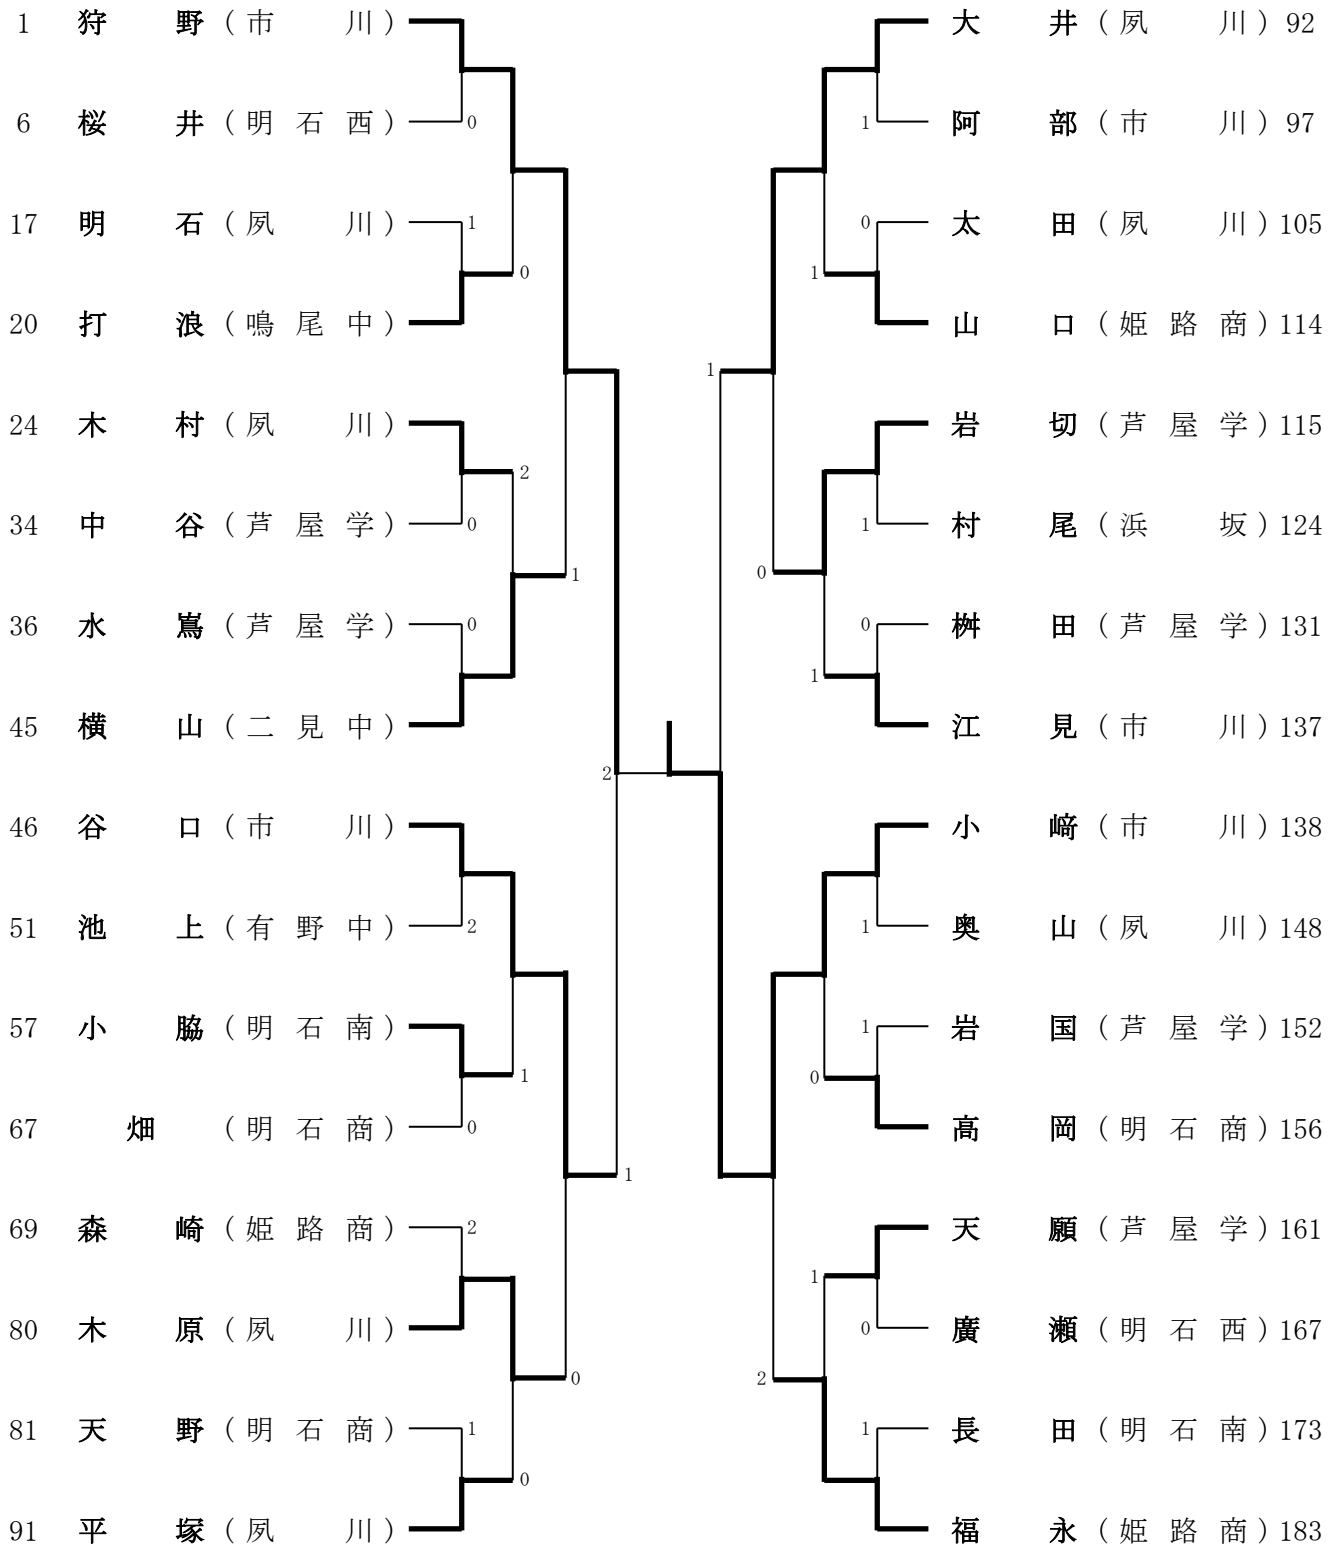 1 狩野（市川） 大井（夙川）92
6 桜井（明石西）0 1 阿部（市川）97
17 明石（夙川）1 0 太田（夙川）105
0 1
20 打浪（鳴尾中） 山口（姫路商）114
1
24 木村（夙川） 岩切（芦屋学）115
2
34 中谷（芦屋学）0 1 村尾（浜坂）124
1 0
36 水嶌（芦屋学）0 0 桝田（芦屋学）131
1
45 横山（二見中） 江見（市川）137
2
46 谷口（市川） 小﨑（市川）138
51 池上（有野中）2 1 奥山（夙川）148
57 小脇（明石南） 1 岩国（芦屋学）152
1 0
67 畑（明石商）0 高岡（明石商）156
1
69 森崎（姫路商）2 天願（芦屋学）161
1
80 木原（夙川） 0 廣瀬（明石西）167
0 2
81 天野（明石商）1 1 長田（明石南）173
0
91 平塚（夙川） 福永（姫路商）183